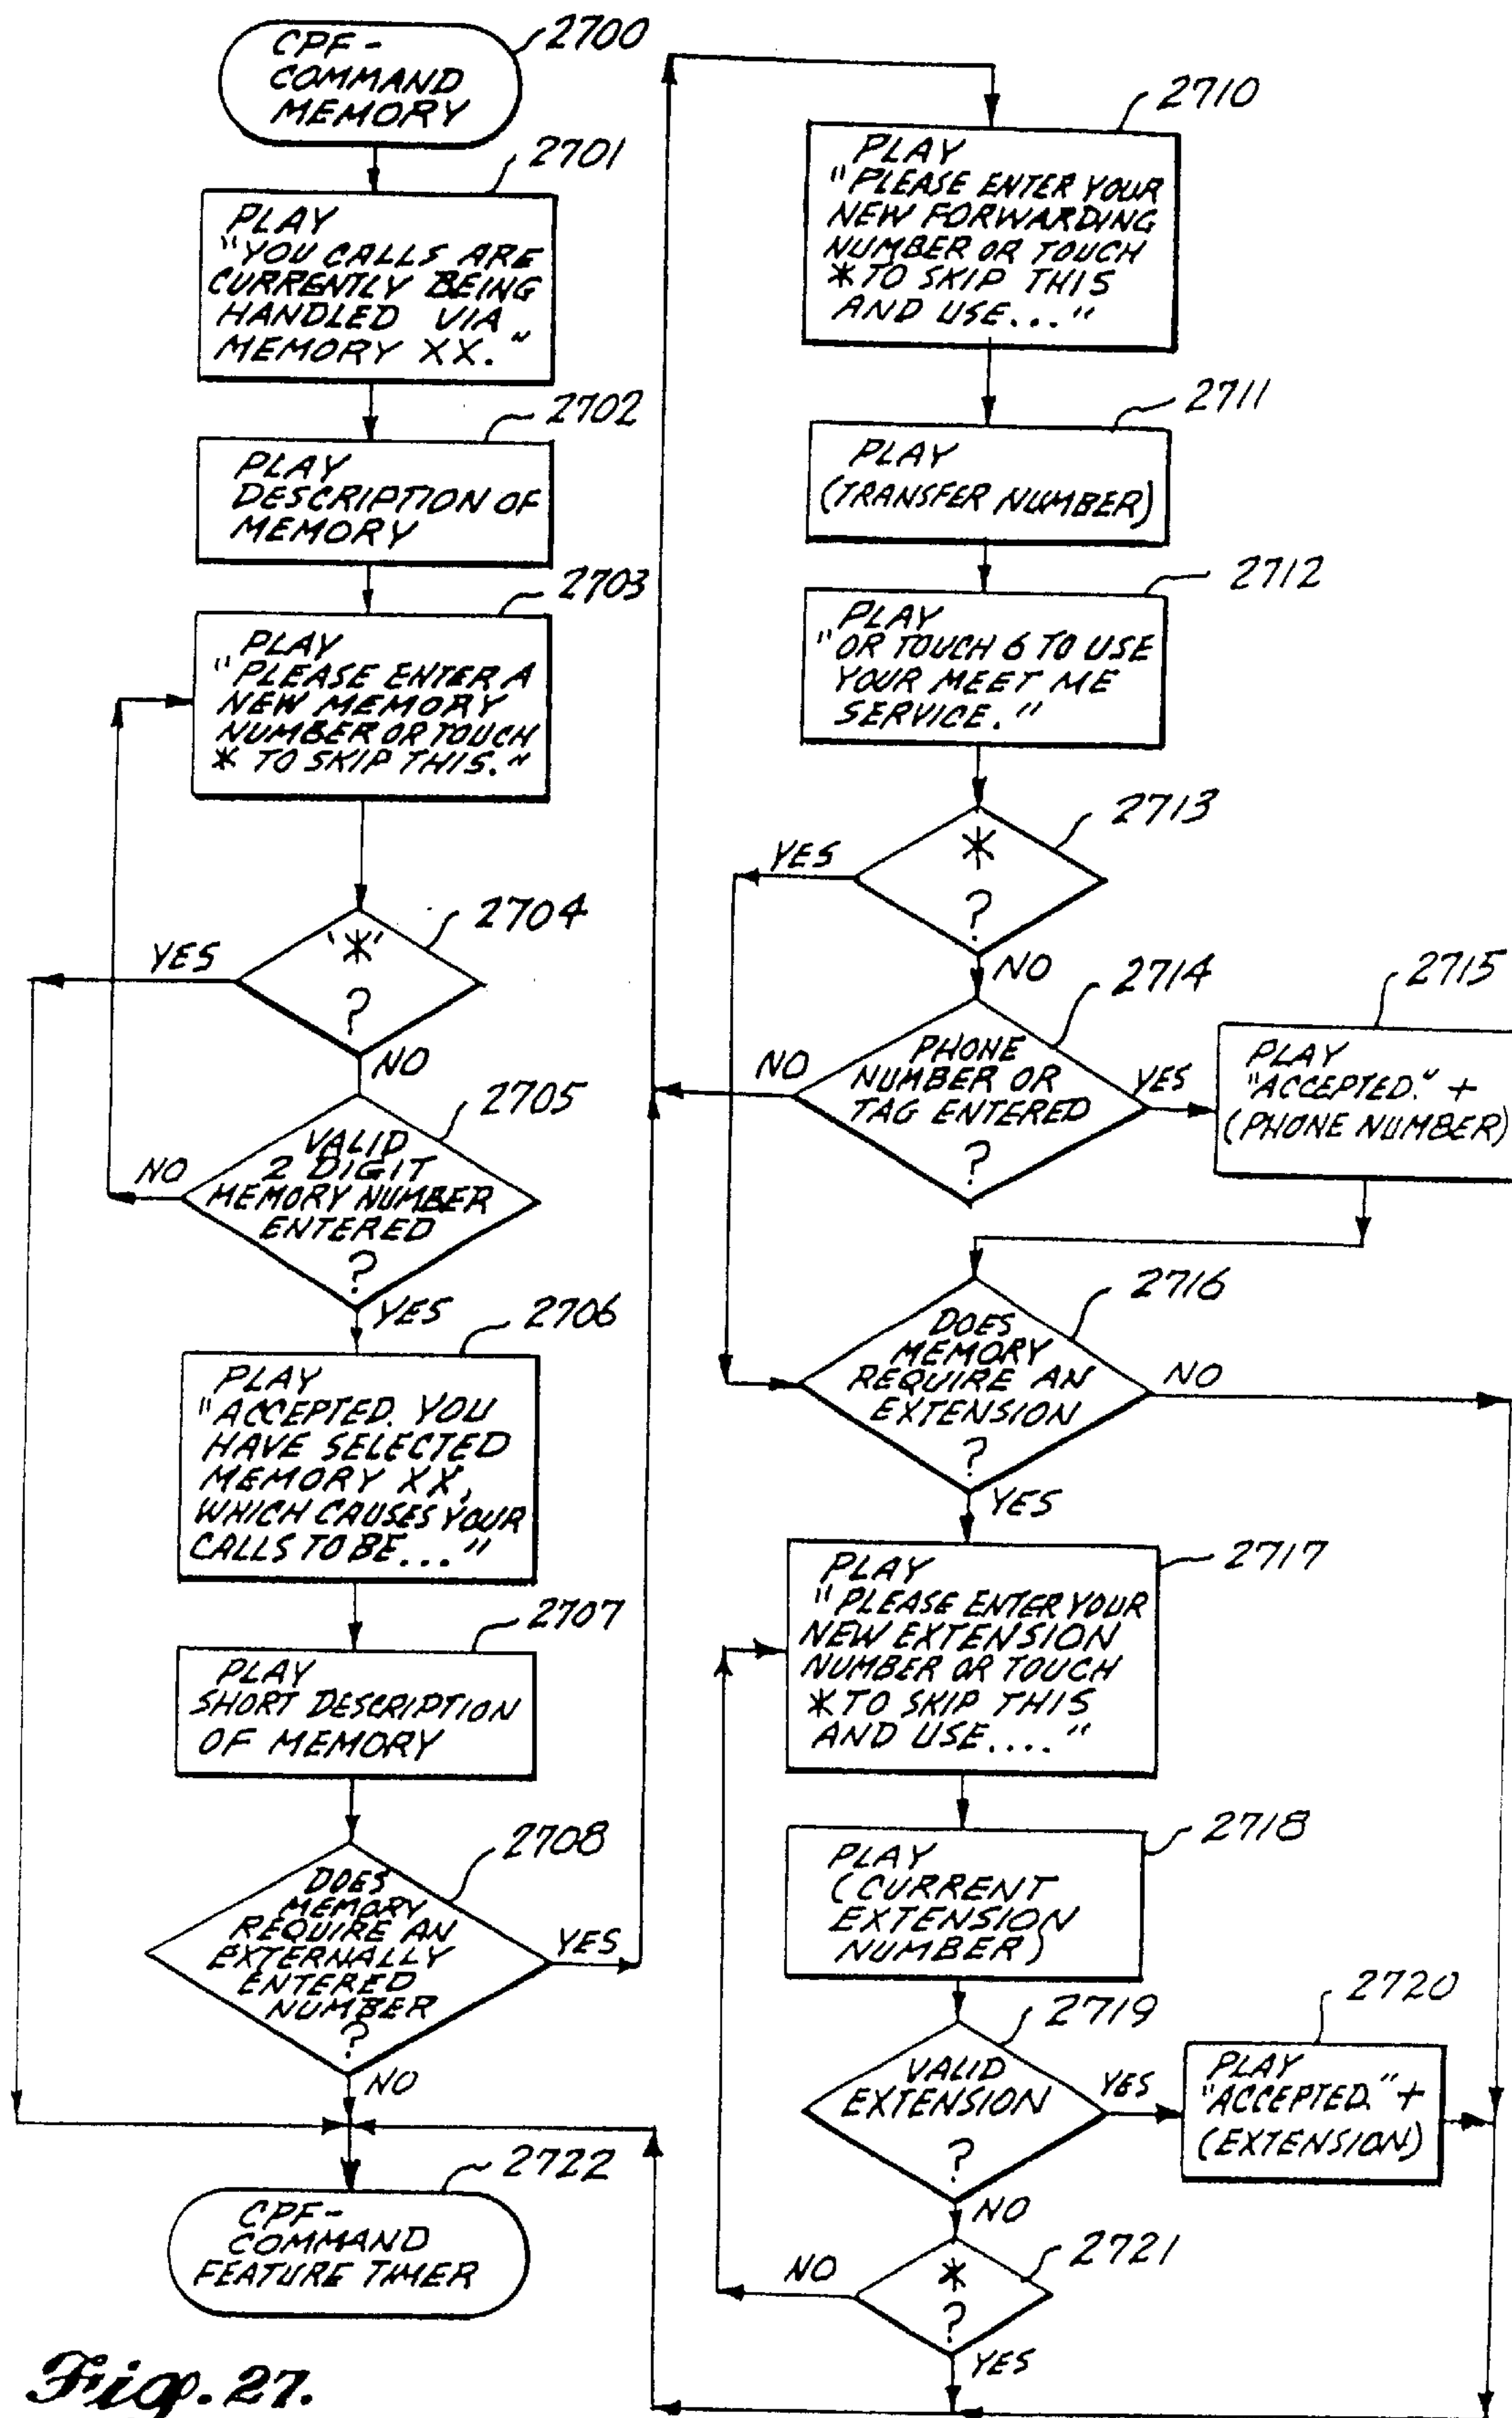 CPF-
COMMAND
MEMORY
2700
2701
PLAY
"YOU CALLS ARE
CURRENTLY BEING
HANDLED VIA
MEMORY XX."
2702
PLAY
DESCRIPTION OF
MEMORY
2703
PLAY
"PLEASE ENTER A
NEW MEMORY
NUMBER OR TOUCH
* TO SKIP THIS."
2704
'*'
?
YES
NO
2705
VALID
2 DIGIT
MEMORY NUMBER
ENTERED
?
NO
YES
2706
PLAY
"ACCEPTED. YOU
HAVE SELECTED
MEMORY XX,
WHICH CAUSES YOUR
CALLS TO BE..."
2707
PLAY
SHORT DESCRIPTION
OF MEMORY
2708
DOES
MEMORY
REQUIRE AN
EXTERNALLY
ENTERED
NUMBER
?
YES
NO
2722
CPF-
COMMAND
FEATURE TIMER
2710
PLAY
"PLEASE ENTER YOUR
NEW FORWARDING
NUMBER OR TOUCH
* TO SKIP THIS
AND USE..."
2711
PLAY
(TRANSFER NUMBER)
2712
PLAY
"OR TOUCH 6 TO USE
YOUR MEET ME
SERVICE."
2713
*
?
YES
NO
2714
PHONE
NUMBER OR
TAG ENTERED
?
NO
YES
2715
PLAY
"ACCEPTED." +
(PHONE NUMBER)
2716
DOES
MEMORY
REQUIRE AN
EXTENSION
?
NO
YES
2717
PLAY
"PLEASE ENTER YOUR
NEW EXTENSION
NUMBER OR TOUCH
* TO SKIP THIS
AND USE...."
2718
PLAY
(CURRENT
EXTENSION
NUMBER)
2719
VALID
EXTENSION
?
YES
NO
2720
PLAY
"ACCEPTED." +
(EXTENSION)
2721
*
?
NO
YES
Fig. 27.